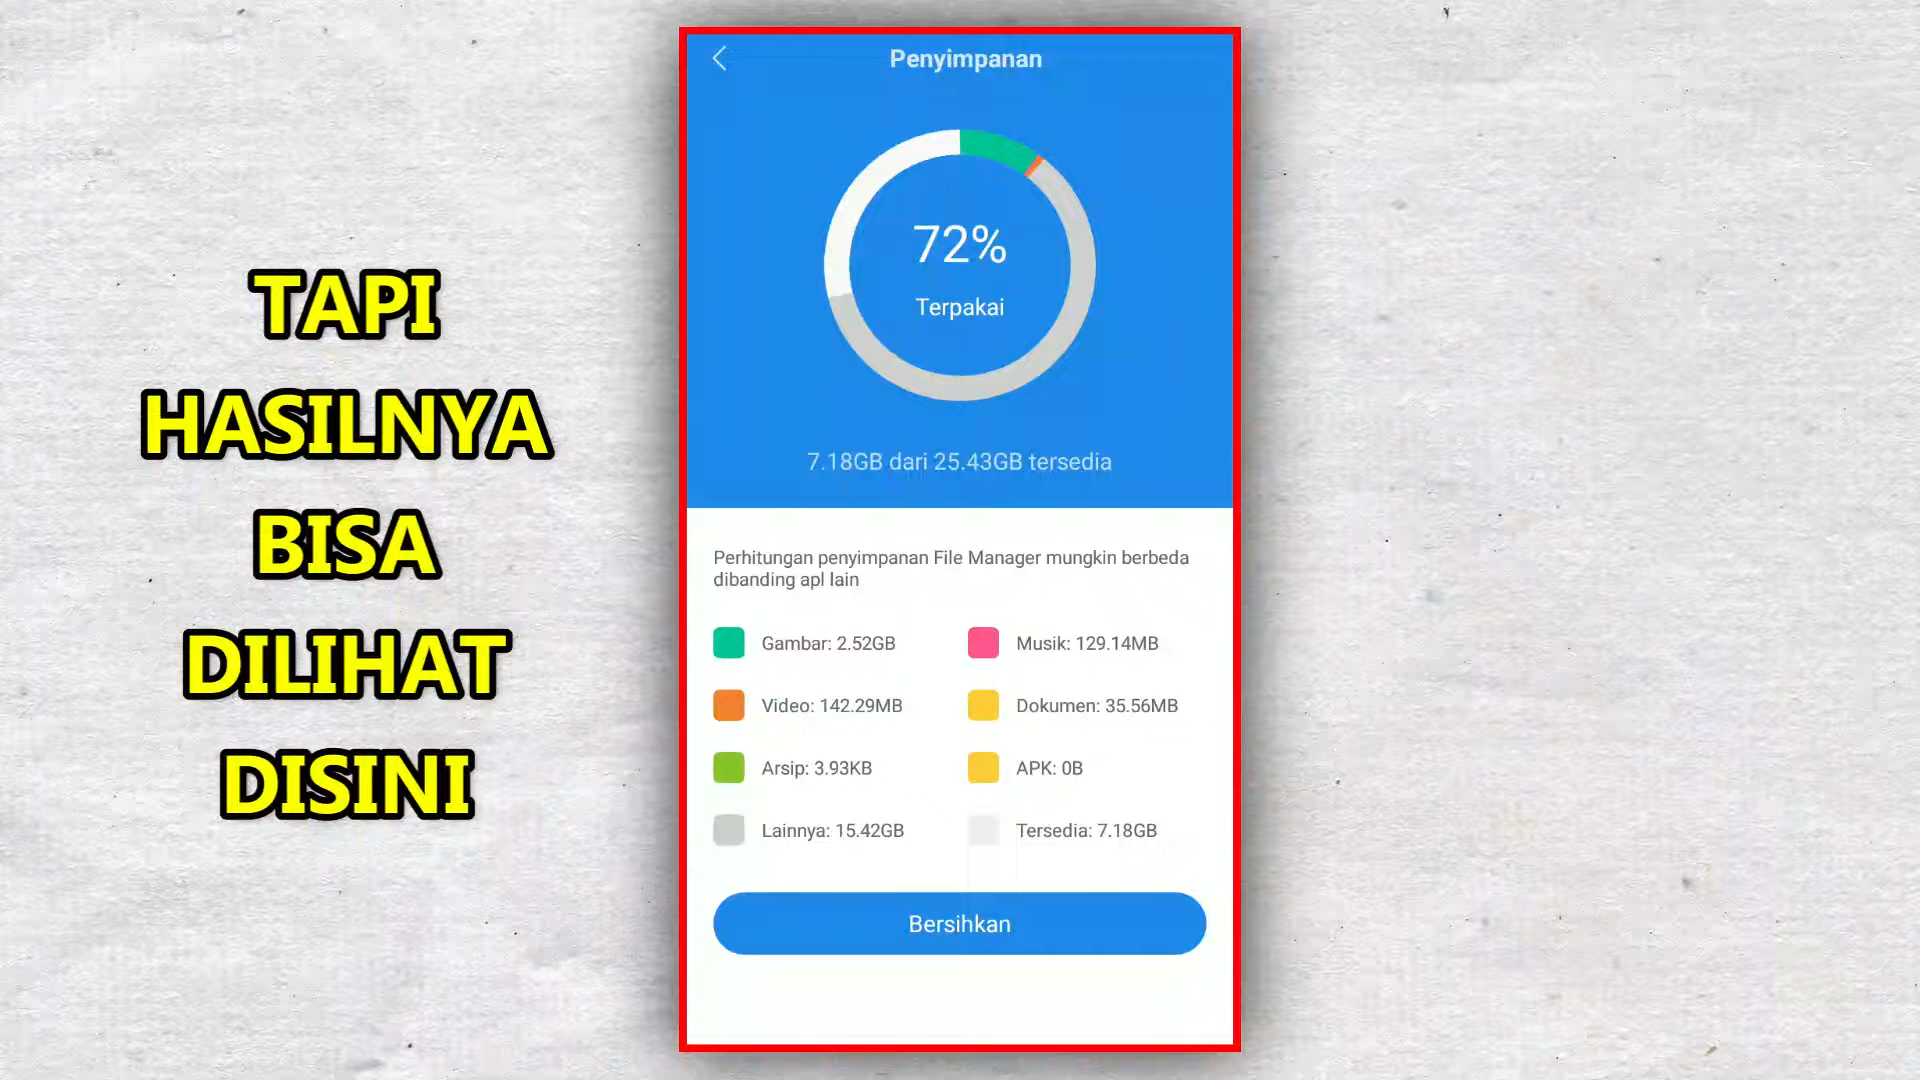 TAPI
HASILNYA
BISA
DILIHAT
DISINI
Penyimpanan
72%
Terpakai
7.18GB dari 25.43GB tersedia
Perhitungan penyimpanan File Manager mungkin berbeda
dibanding apl lain
Gambar: 2.52GB
Musik: 129.14MB
Video: 142.29MB
Dokumen: 35.56MB
Arsip: 3.93KB
APK: 0B
Lainnya: 15.42GB
Tersedia: 7.18GB
Bersihkan